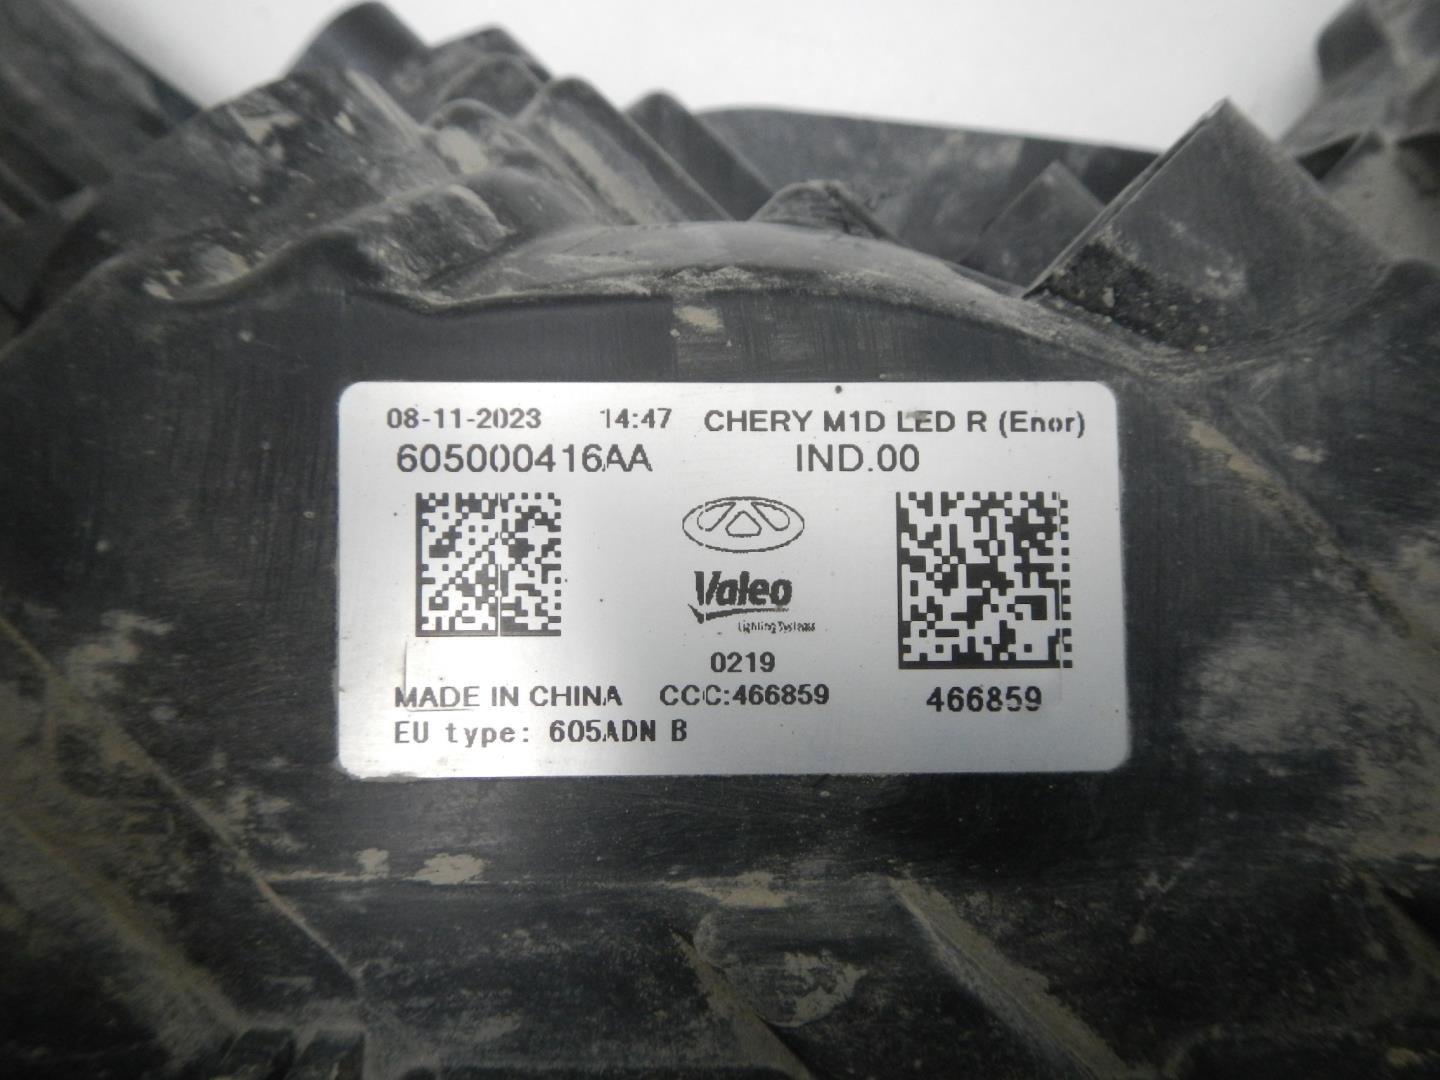 08-11-2023 14:47 CHERY M1D LED R (Enor)
605000416AA IND.00
Valeo
Lighting Systems
0219
MADE IN CHINA CCC:466859
466859
EU type: 605ADN B